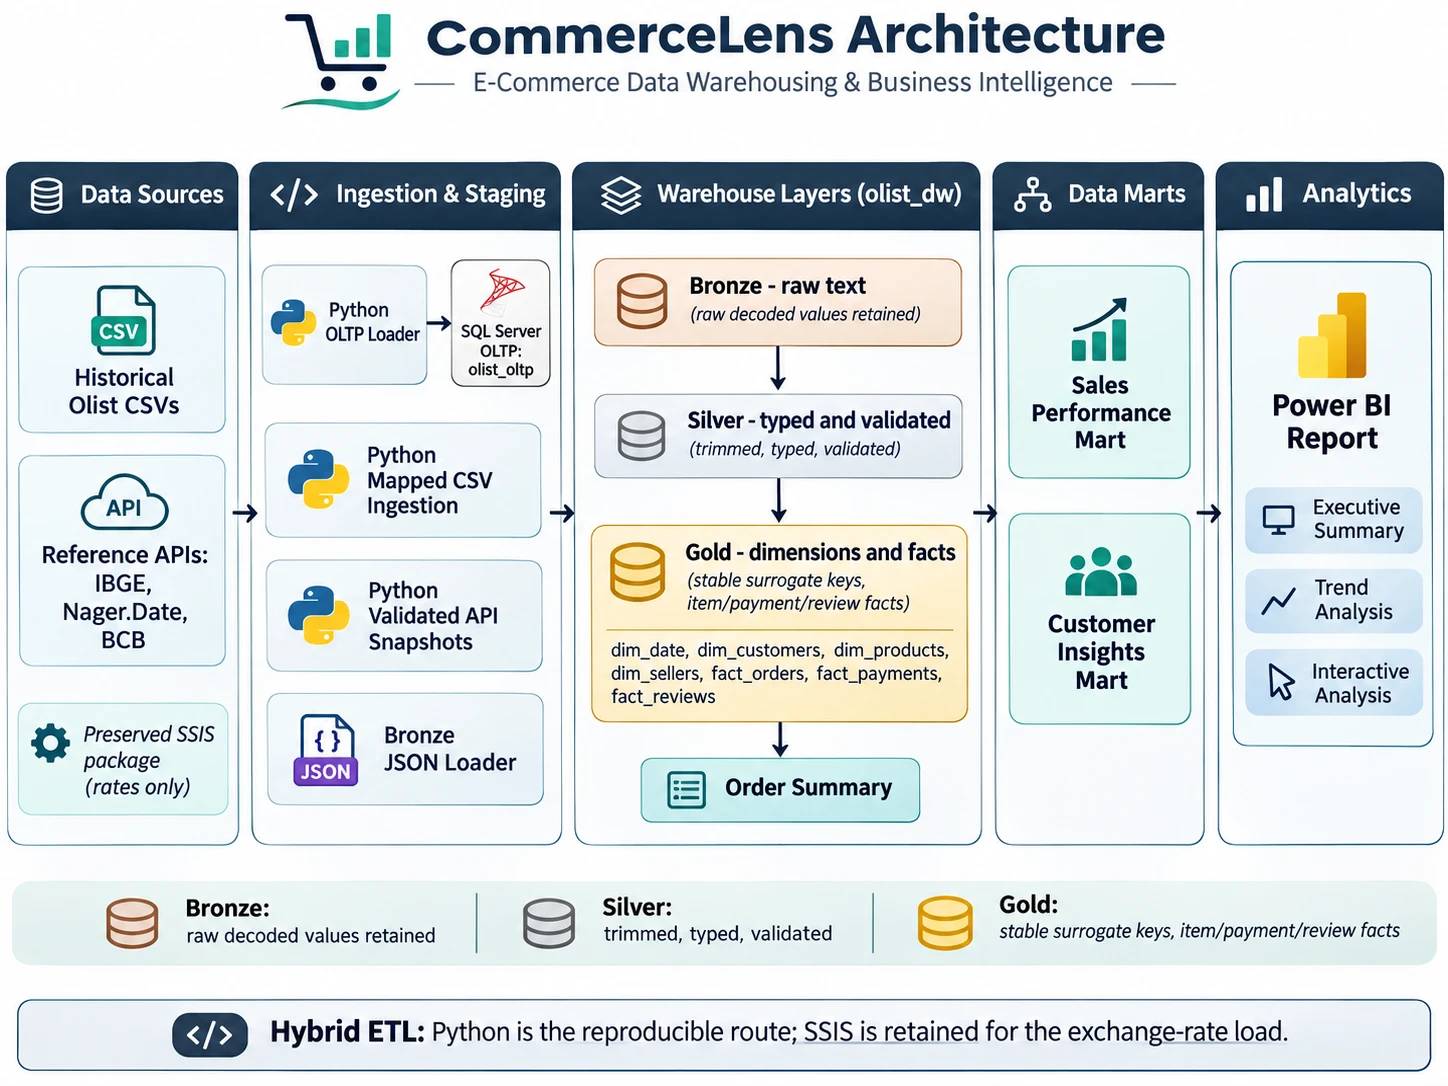 CommerceLens Architecture
E-Commerce Data Warehousing & Business Intelligence
Data Sources
CSV
Historical
Olist CSVs
API
Reference APIs:
IBGE,
Nager.Date,
BCB
Preserved SSIS
package
(rates only)
</> Ingestion & Staging
Python
OLTP Loader
SQL Server
OLTP:
olist_oltp
Python
Mapped CSV
Ingestion
Python
Validated API
Snapshots
{}
JSON
Bronze
JSON Loader
Warehouse Layers (olist_dw)
Bronze - raw text
(raw decoded values retained)
Silver - typed and validated
(trimmed, typed, validated)
Gold - dimensions and facts
(stable surrogate keys,
item/payment/review facts)
dim_date, dim_customers, dim_products,
dim_sellers, fact_orders, fact_payments,
fact_reviews
Order Summary
Data Marts
Sales
Performance
Mart
Customer
Insights
Mart
Analytics
Power BI
Report
Executive
Summary
Trend
Analysis
Interactive
Analysis
Bronze:
raw decoded values retained
Silver:
trimmed, typed, validated
Gold:
stable surrogate keys, item/payment/review facts
</> Hybrid ETL: Python is the reproducible route; SSIS is retained for the exchange-rate load.